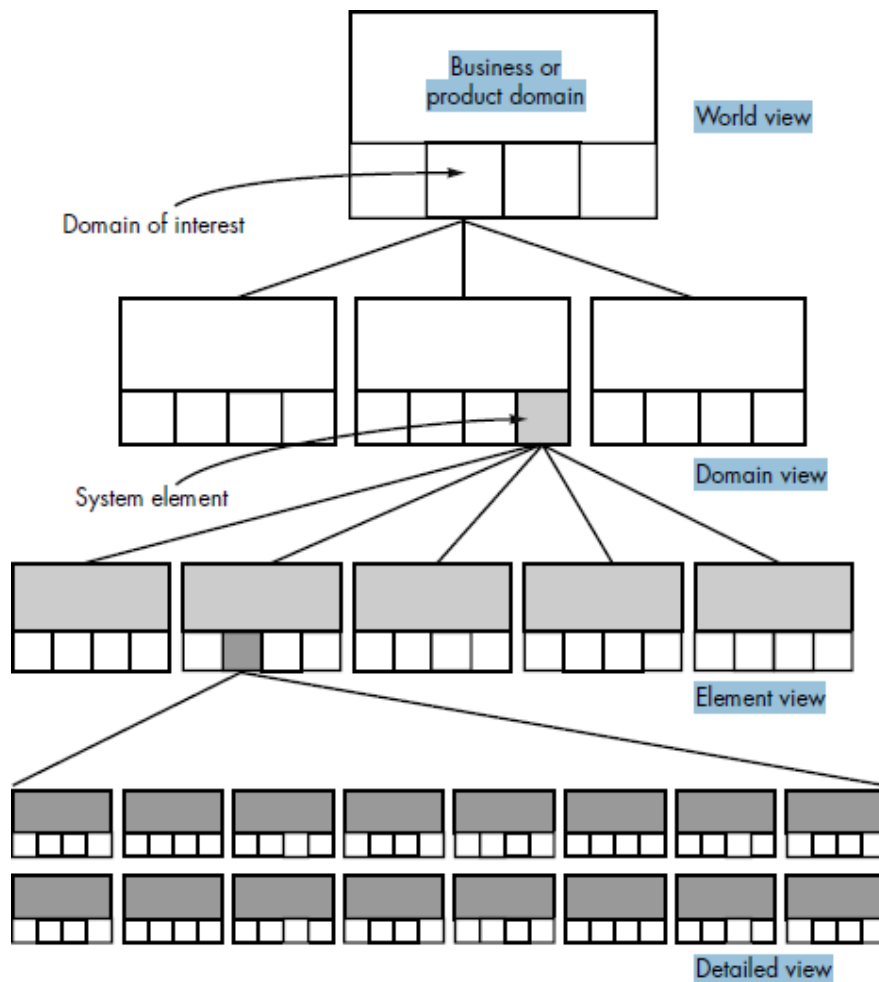 Business or
product domain
World view
Domain of interest
System element
Domain view
Element view
Detailed view